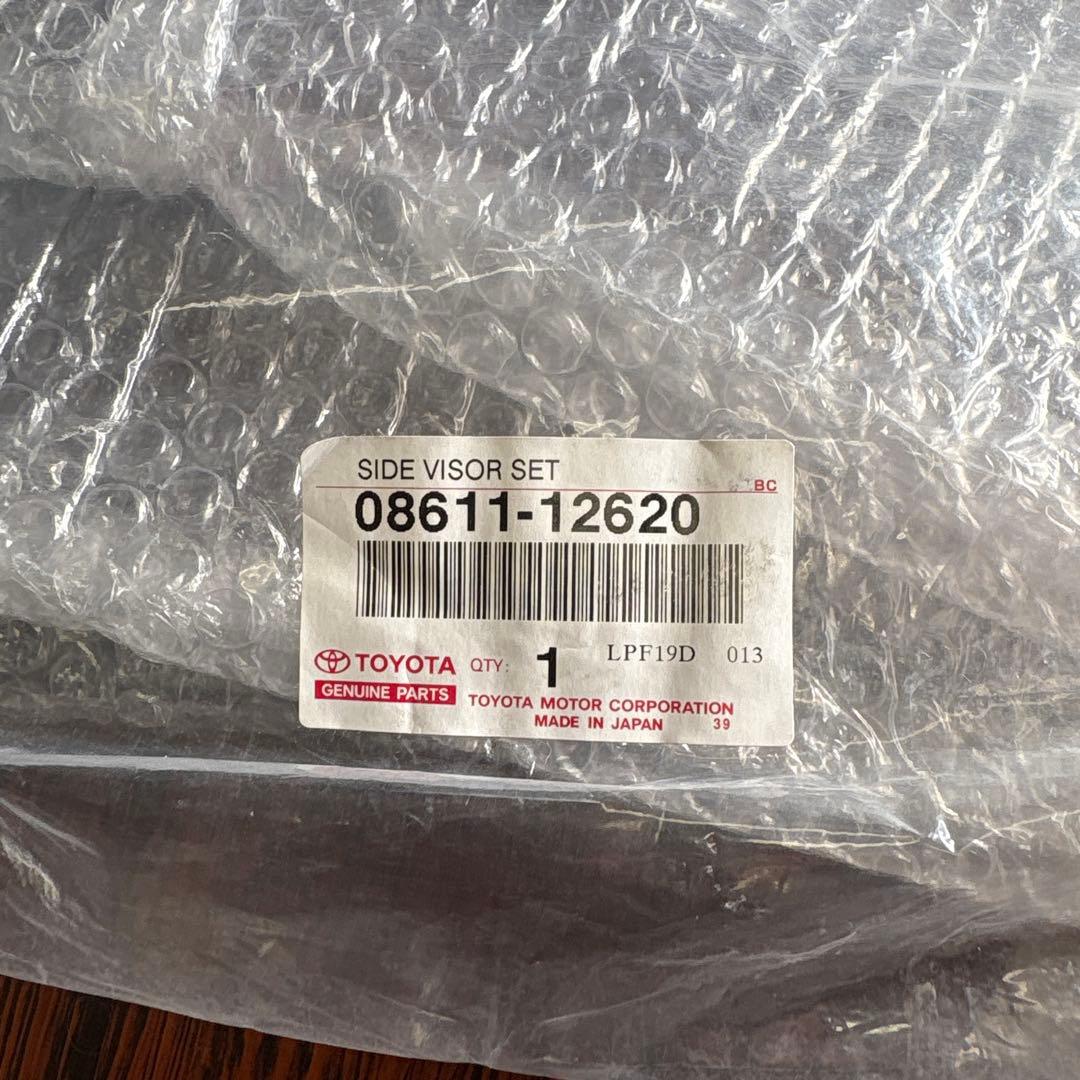 SIDE VISOR SET
BC
08611-12620
TOYOTA QTY: 1 LPF19D 013
GENUINE PARTS TOYOTA MOTOR CORPORATION
MADE IN JAPAN 39